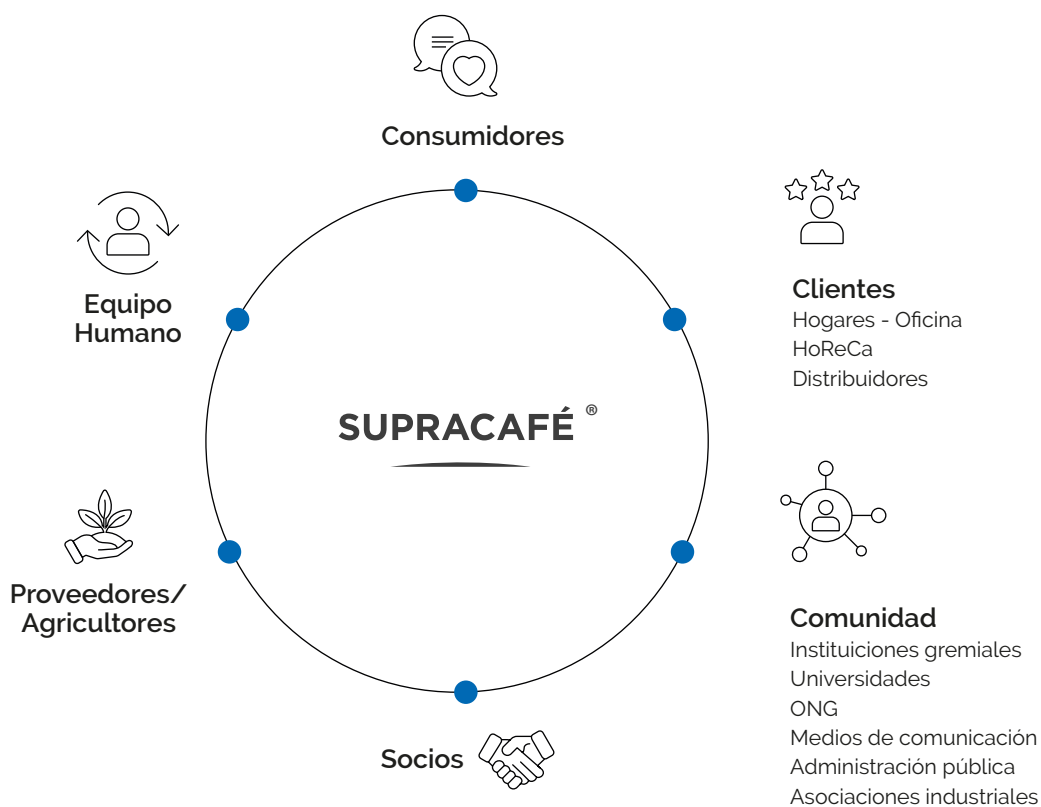 Consumidores
Clientes
Hogares - Oficina
HoReCa
Distribuidores
Equipo
Humano
SUPRACAFÉ ®
Proveedores/
Agricultores
Comunidad
Instituiciones gremiales
Universidades
ONG
Medios de comunicación
Administración pública
Asociaciones industriales
Socios